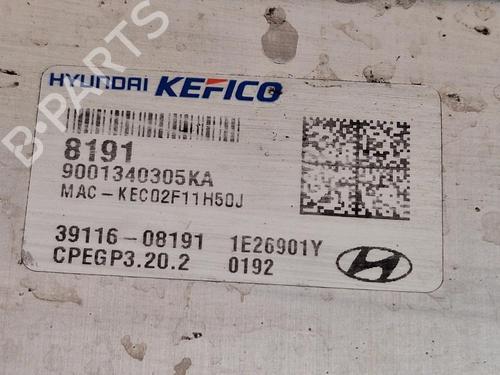 B-PARTS
HYUNDAI KEFICO
8191
9001340305KA
MAC-KEC02F11H50J
39116-08191 1E26901Y
CPEGP3.20.2 0192